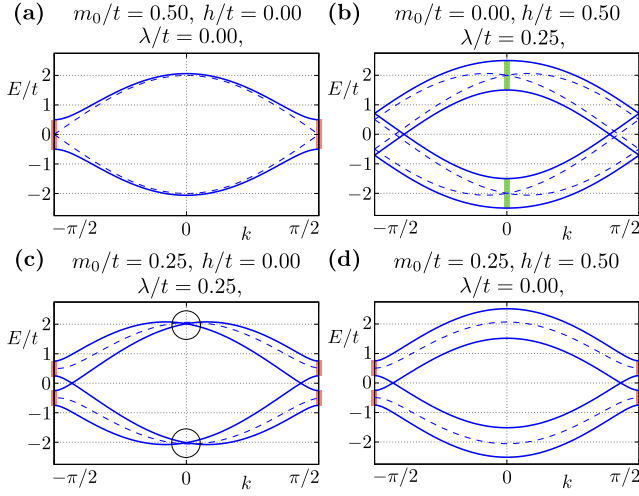 (a) m₀/t = 0.50, h/t = 0.00
λ/t = 0.00,
E/t
2
1
0
−1
−2
−π/2 0 k π/2
(b) m₀/t = 0.00, h/t = 0.50
λ/t = 0.25,
E/t
2
1
0
−1
−2
−π/2 0 k π/2
(c) m₀/t = 0.25, h/t = 0.00
λ/t = 0.25,
E/t
2
1
0
−1
−2
−π/2 0 k π/2
(d) m₀/t = 0.25, h/t = 0.50
λ/t = 0.00,
E/t
2
1
0
−1
−2
−π/2 0 k π/2